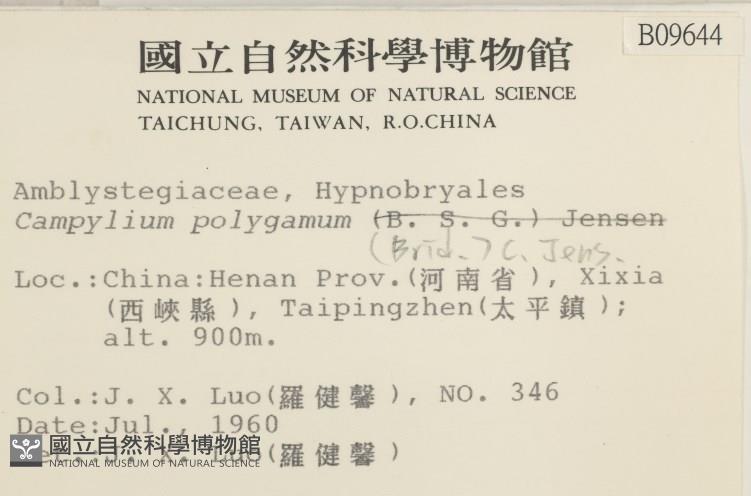 B09644
國立自然科學博物館
NATIONAL MUSEUM OF NATURAL SCIENCE
TAICHUNG, TAIWAN, R.O.CHINA
Amblystegiaceae, Hypnobryales
Campylium polygamum (B. S. G.) Jensen
(Brid.) C. Jens.
Loc.:China:Henan Prov.(河南省), Xixia
(西峽縣), Taipingzhen(太平鎮);
alt. 900m.
Col.:J. X. Luo(羅健馨), NO. 346
Date:Jul., 1960
J. X. Luo(羅健馨)
國立自然科學博物館
NATIONAL MUSEUM OF NATURAL SCIENCE